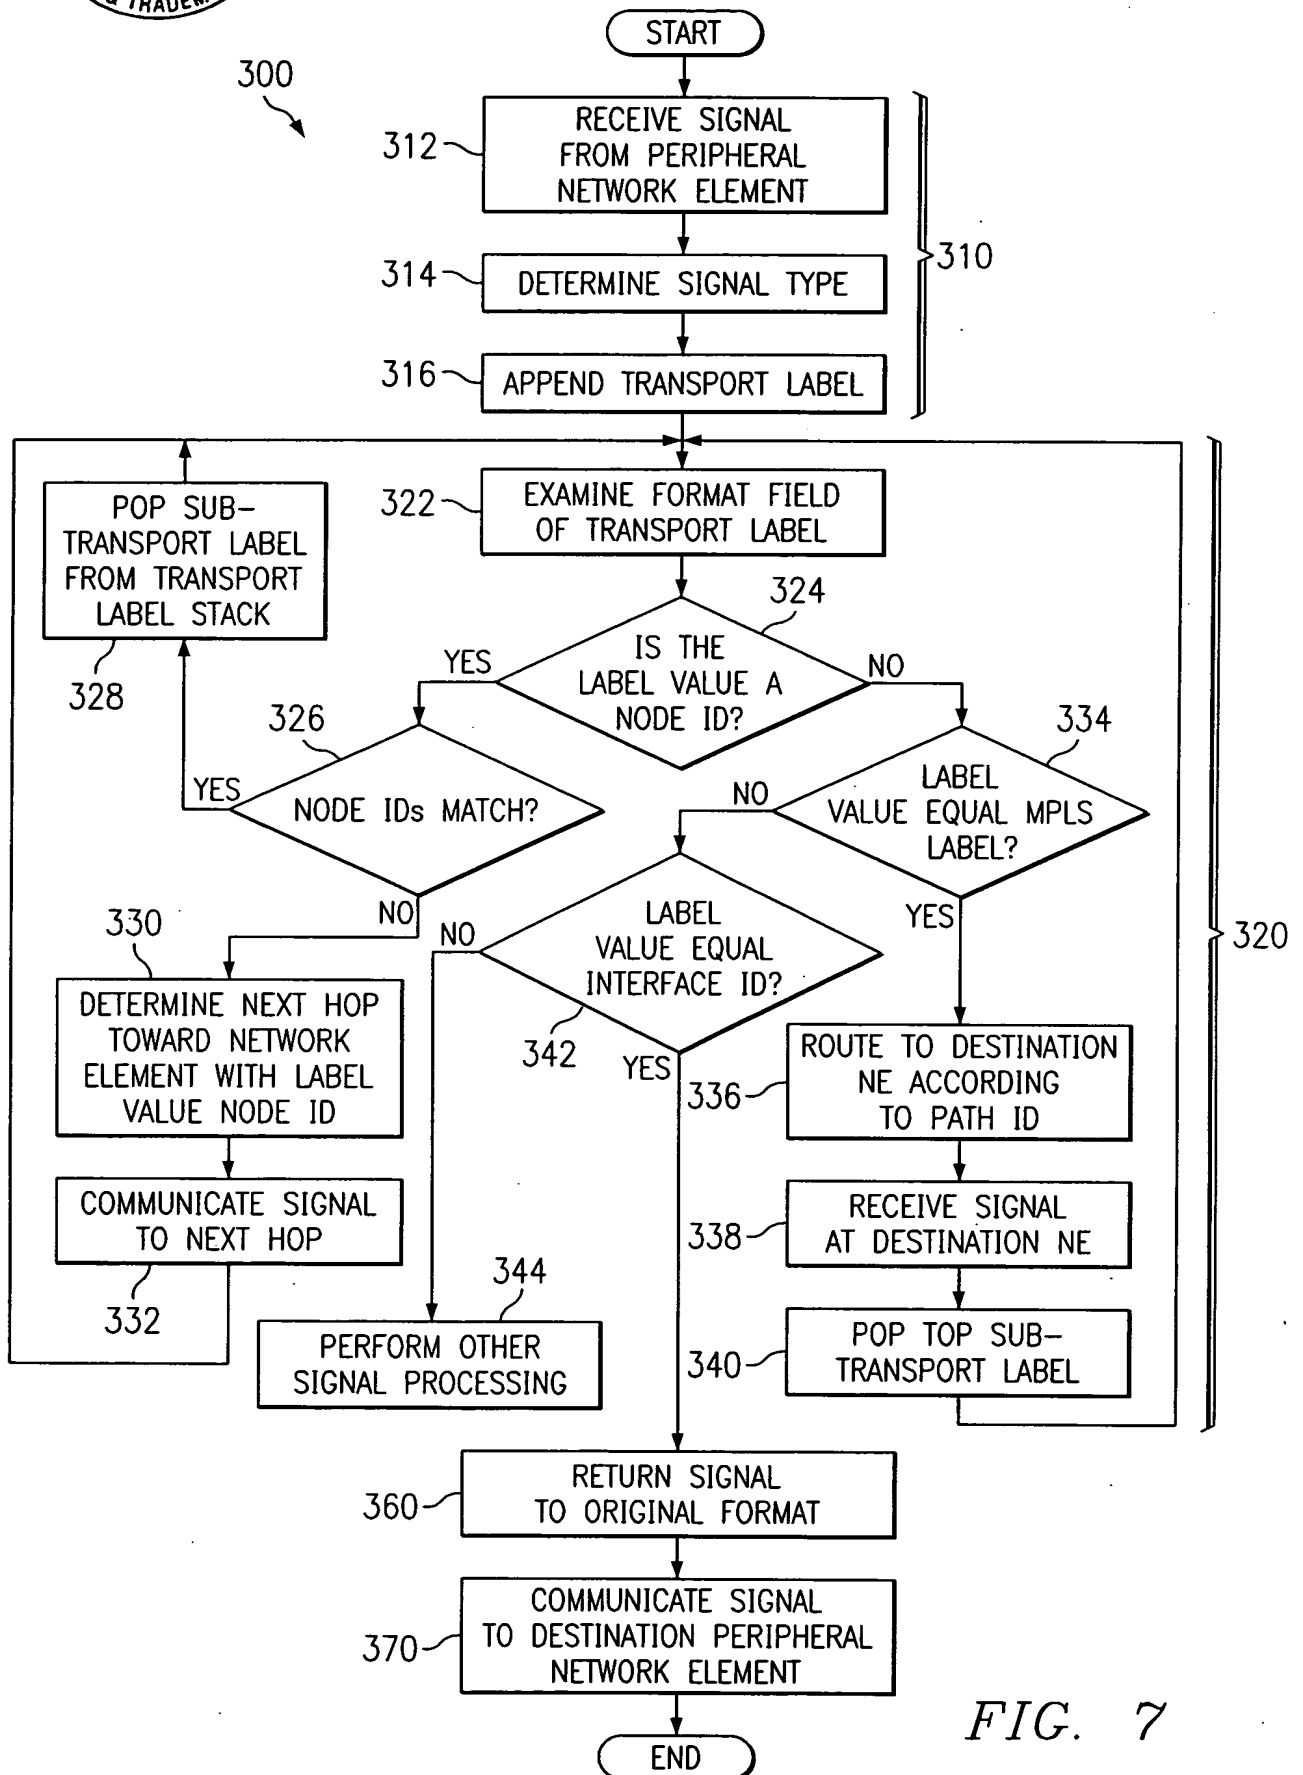 & TRADEM
START
300
312
RECEIVE SIGNAL
FROM PERIPHERAL
NETWORK ELEMENT
310
314
DETERMINE SIGNAL TYPE
316
APPEND TRANSPORT LABEL
322
EXAMINE FORMAT FIELD
OF TRANSPORT LABEL
POP SUB-
TRANSPORT LABEL
FROM TRANSPORT
LABEL STACK
328
324
IS THE
LABEL VALUE A
NODE ID?
YES
NO
326
NODE IDs MATCH?
YES
NO
334
LABEL
VALUE EQUAL MPLS
LABEL?
NO
YES
320
330
DETERMINE NEXT HOP
TOWARD NETWORK
ELEMENT WITH LABEL
VALUE NODE ID
LABEL
VALUE EQUAL
INTERFACE ID?
NO
342
YES
336
ROUTE TO DESTINATION
NE ACCORDING
TO PATH ID
COMMUNICATE SIGNAL
TO NEXT HOP
332
338
RECEIVE SIGNAL
AT DESTINATION NE
344
PERFORM OTHER
SIGNAL PROCESSING
340
POP TOP SUB-
TRANSPORT LABEL
360
RETURN SIGNAL
TO ORIGINAL FORMAT
370
COMMUNICATE SIGNAL
TO DESTINATION PERIPHERAL
NETWORK ELEMENT
END
FIG. 7